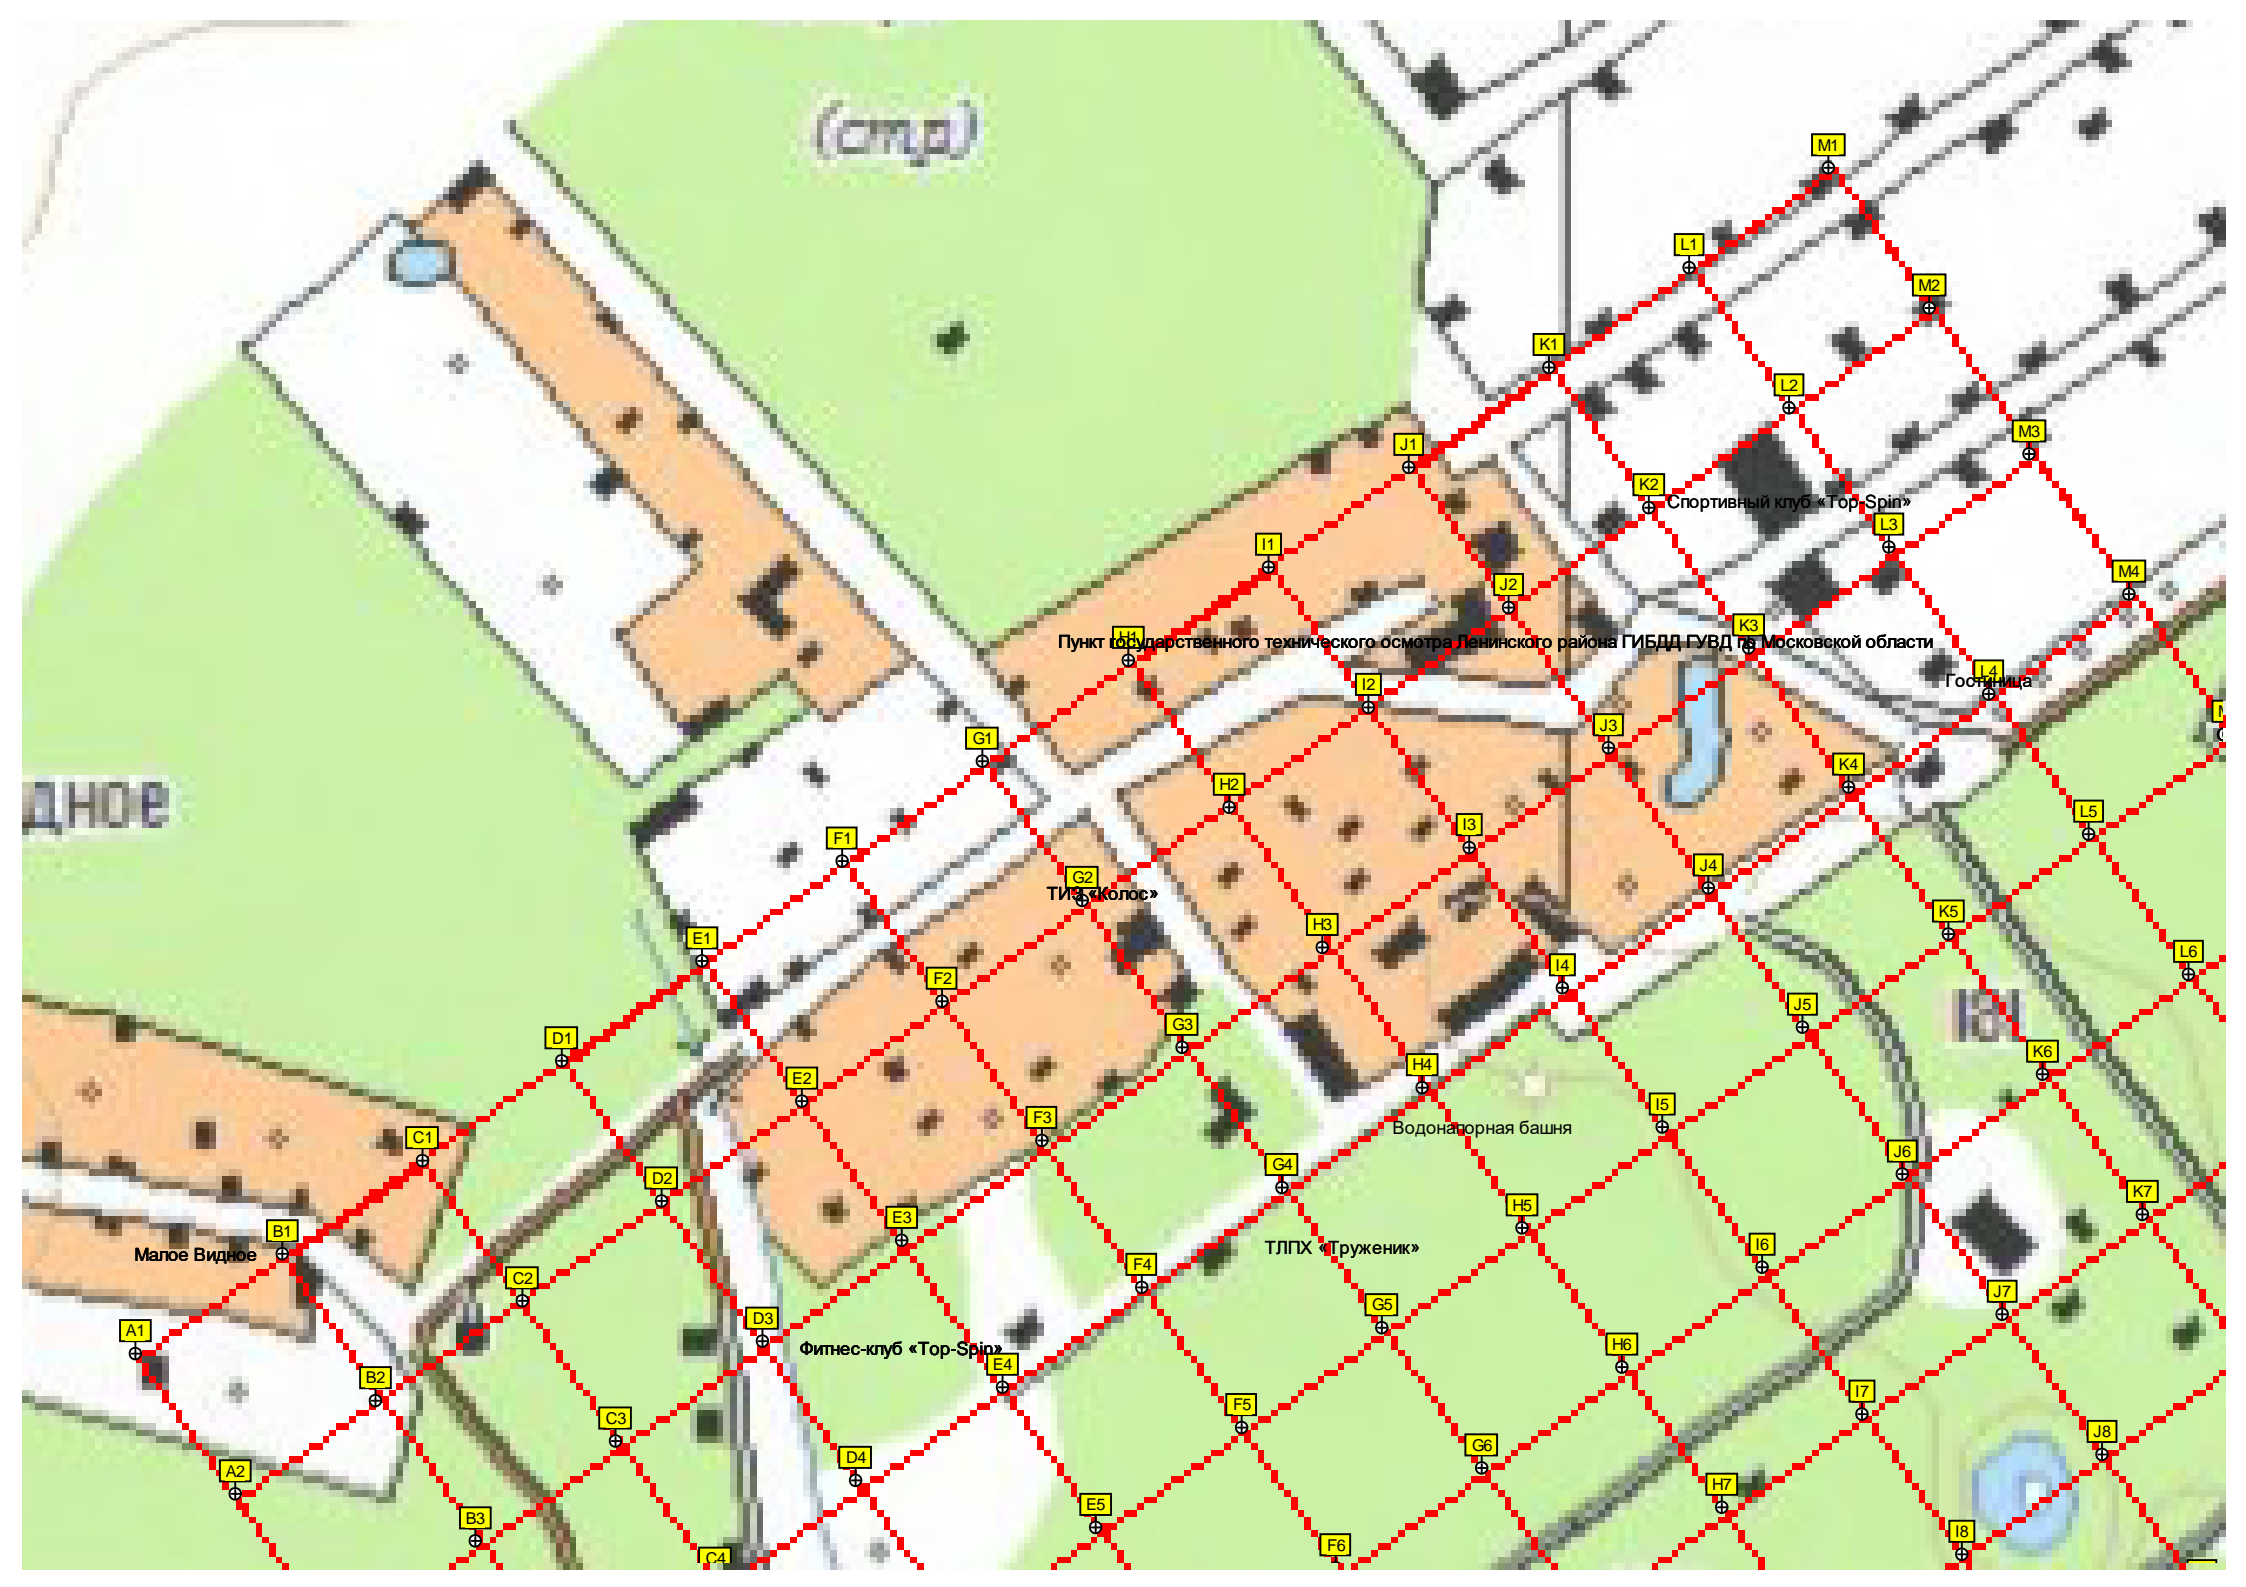 (стр)
M1
L1
M2
K1
L2
M3
J1
K2
Спортивный клуб «Top-Spin»
L3
I1
J2
M4
H1
K3
Пункт государственного технического осмотра Ленинского района ГИБДД ГУВД по Московской области
I2
L4
Гостиница
G1
J3
M
H2
K4
дное
F1
I3
L5
G2
J4
ТИЗ «Колос»
E1
H3
K5
F2
I4
L6
D1
G3
J5
E2
H4
K6
Водонапорная башня
C1
F3
I5
D2
G4
J6
B1
E3
H5
K7
Малое Видное
ТЛПХ «Труженик»
C2
F4
I6
A1
D3
G5
J7
Фитнес-клуб «Top-Spin»
B2
E4
H6
C3
F5
I7
A2
D4
G6
J8
B3
E5
H7
C4
F6
I8